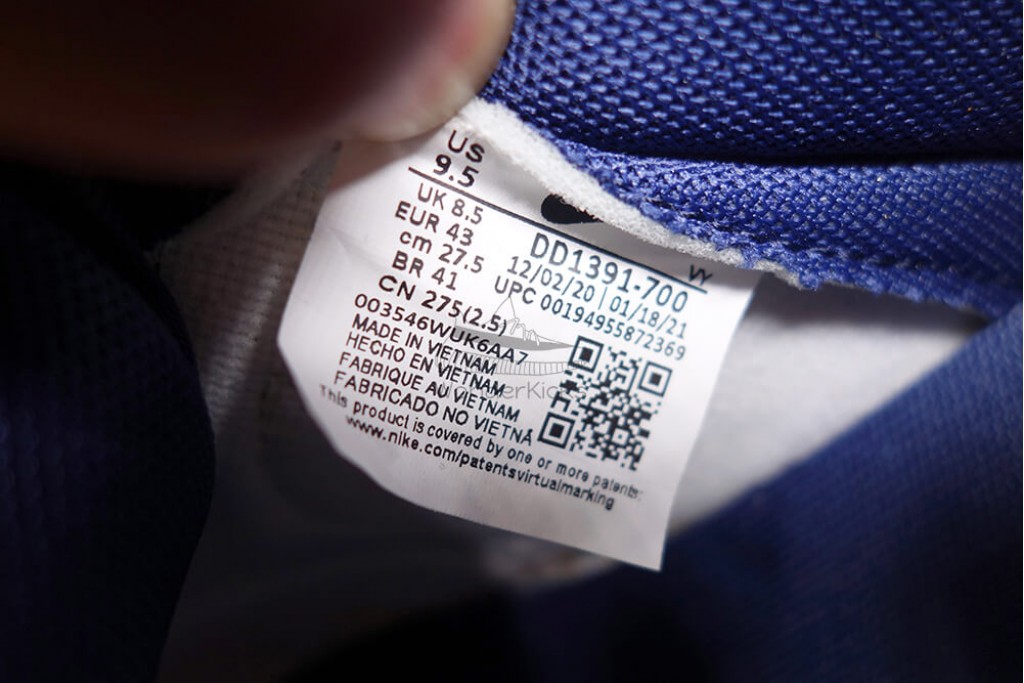 US
9.5
UK 8.5
EUR 43
cm 27.5
BR 41
CN 275(2.5)
VY
DD1391-700
12/02/20 | 01/18/21
UPC 00194955872369
003546WUK6AA7
MADE IN VIETNAM
HECHO EN VIETNAM
FABRIQUE AU VIETNAM
FABRICADO NO VIETNÃ
This product is covered by one or more patents:
www.nike.com/patentsvirtualmarking
WonderKicks